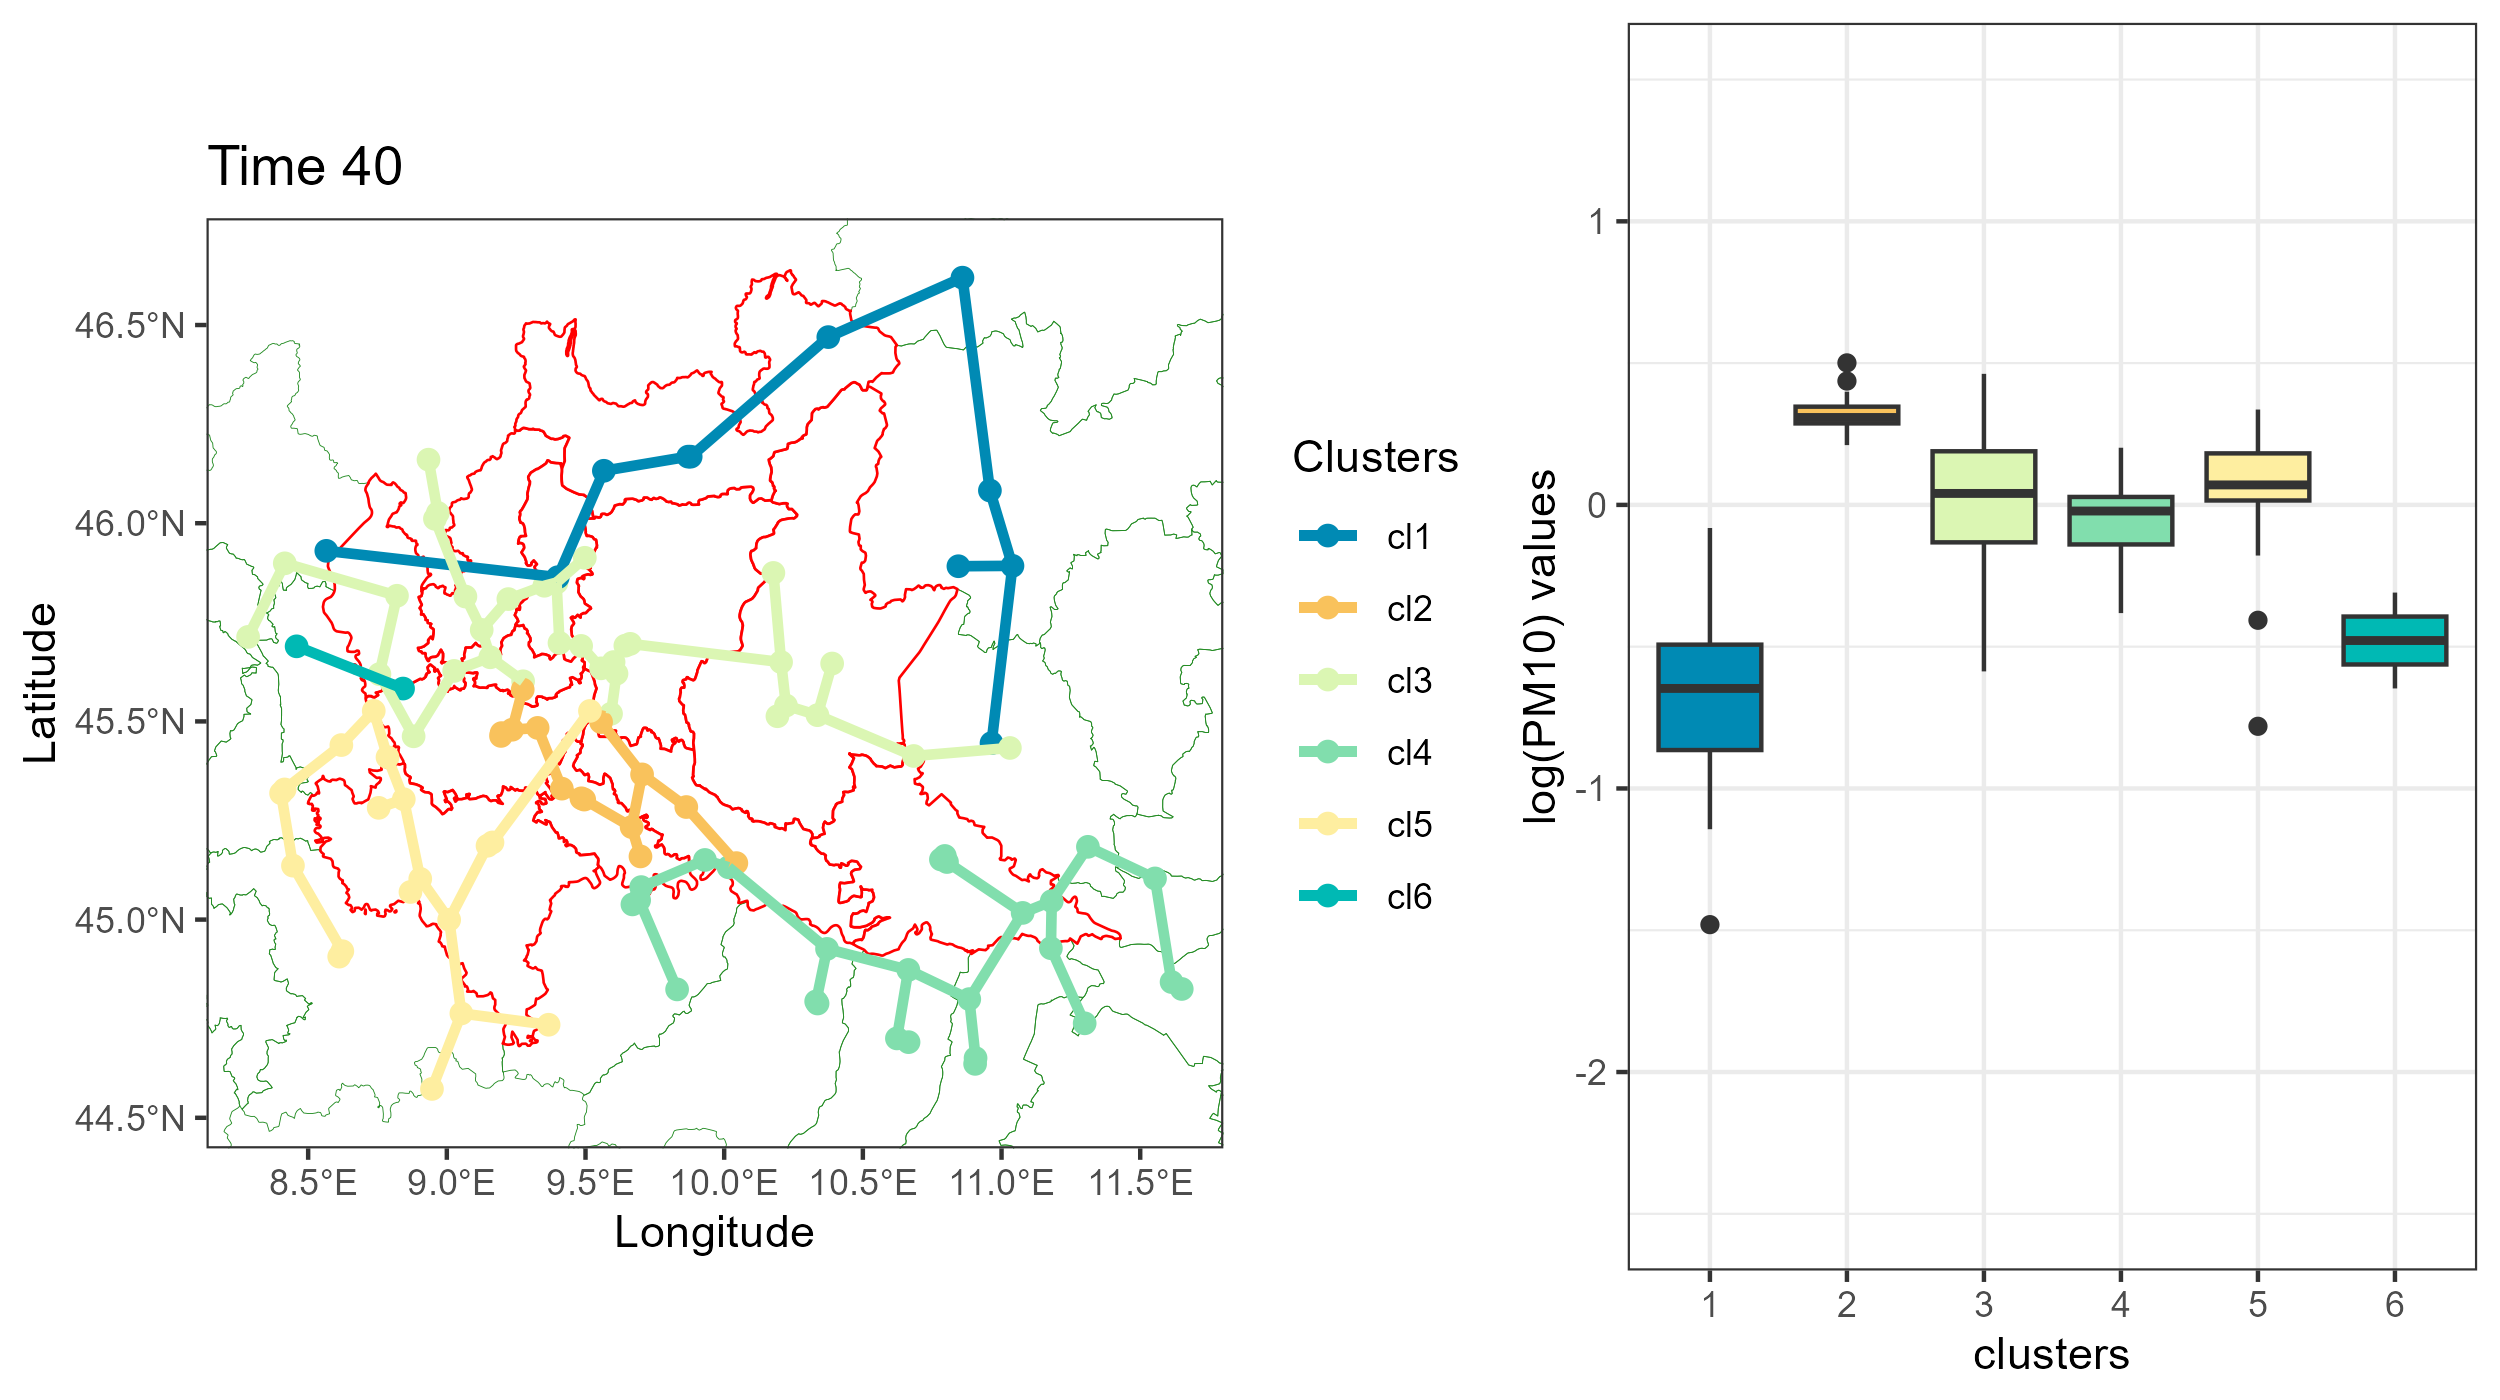 Time 40
Latitude
46.5°N
46.0°N
45.5°N
45.0°N
44.5°N
8.5°E 9.0°E 9.5°E 10.0°E 10.5°E 11.0°E 11.5°E
Longitude
Clusters
cl1
cl2
cl3
cl4
cl5
cl6
log(PM10) values
1
0
-1
-2
1 2 3 4 5 6
clusters